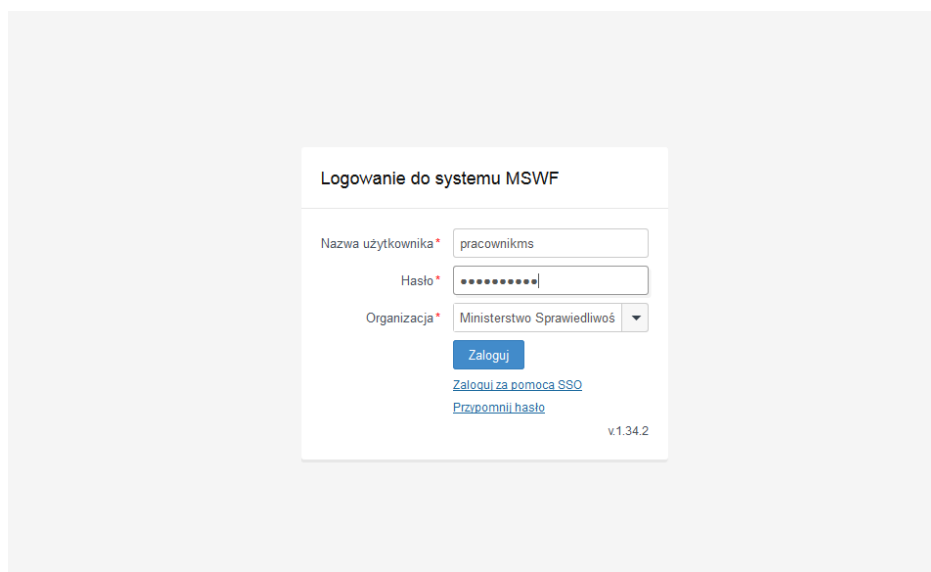 Logowanie do systemu MSWF
Nazwa użytkownika* pracownikms
Hasło* ●●●●●●●●●●
Organizacja* Ministerstwo Sprawiedliwoś
Zaloguj
Zaloguj za pomoca SSO
Przypomnij hasło
v.1.34.2